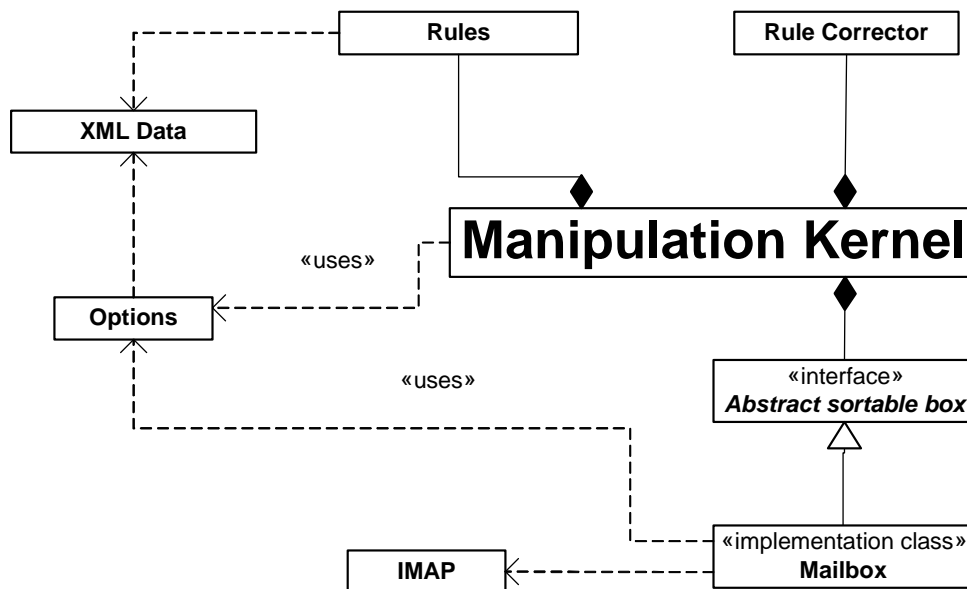 Rules
Rule Corrector
XML Data
Manipulation Kernel
«uses»
Options
«uses»
«interface»
Abstract sortable box
«implementation class»
Mailbox
IMAP